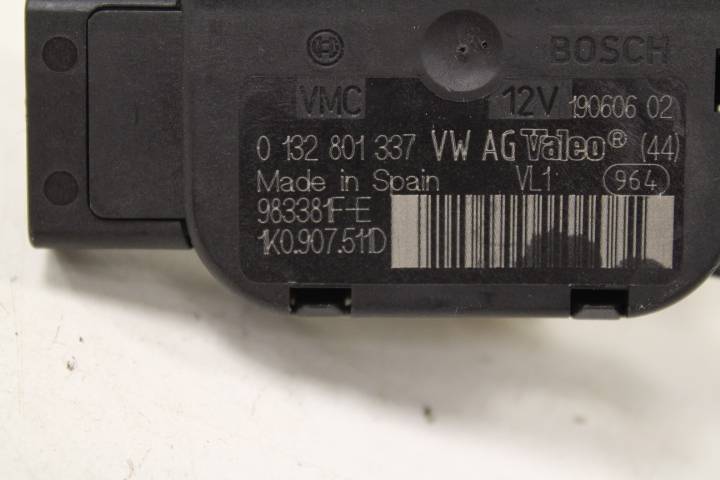 BOSCH
VMC 12V 190606 02
0 132 801 337 VW AG Valeo® (44)
Made in Spain VL1 964
983381F-E
1K0.907.511D